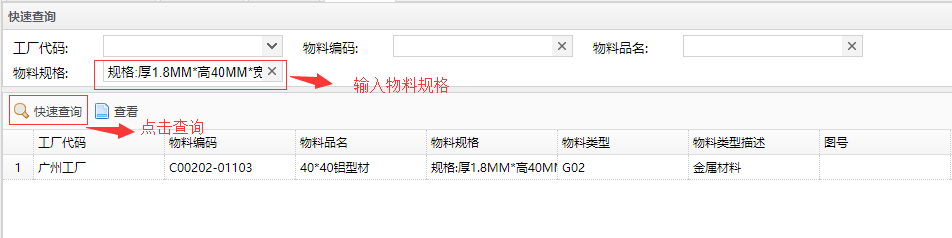 快速查询
工厂代码: 物料编码: 物料品名:
物料规格: 规格:厚1.8MM*高40MM*宽 输入物料规格
快速查询 查看
点击查询
工厂代码 物料编码 物料品名 物料规格 物料类型 物料类型描述 图号
1 广州工厂 C00202-01103 40*40铝型材 规格:厚1.8MM*高40MM G02 金属材料